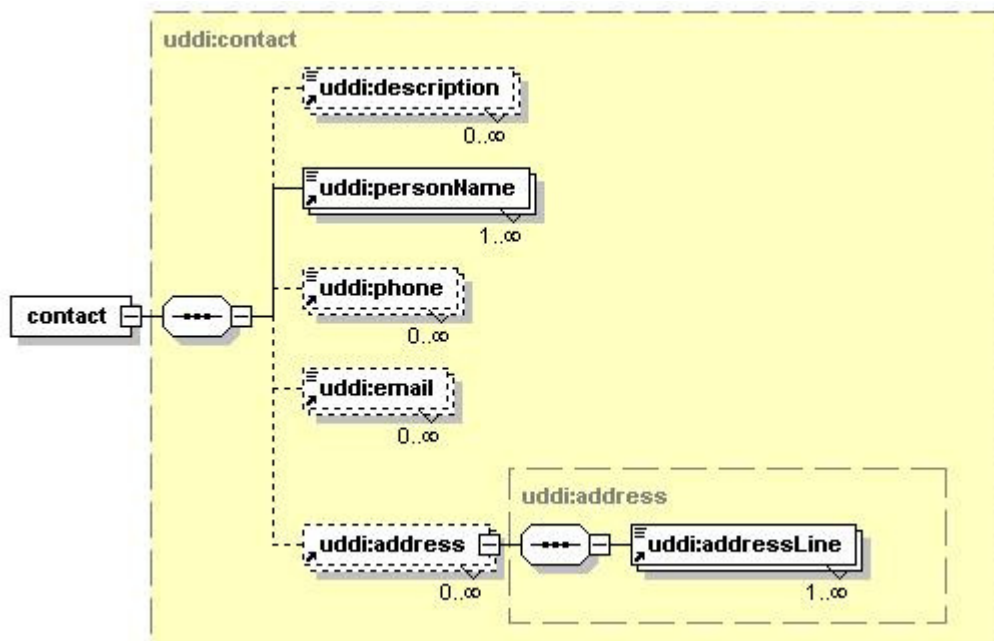 uddi:contact
uddi:description
0..∞
uddi:personName
1..∞
uddi:phone
0..∞
contact
uddi:email
0..∞
uddi:address
uddi:address
uddi:addressLine
0..∞
1..∞